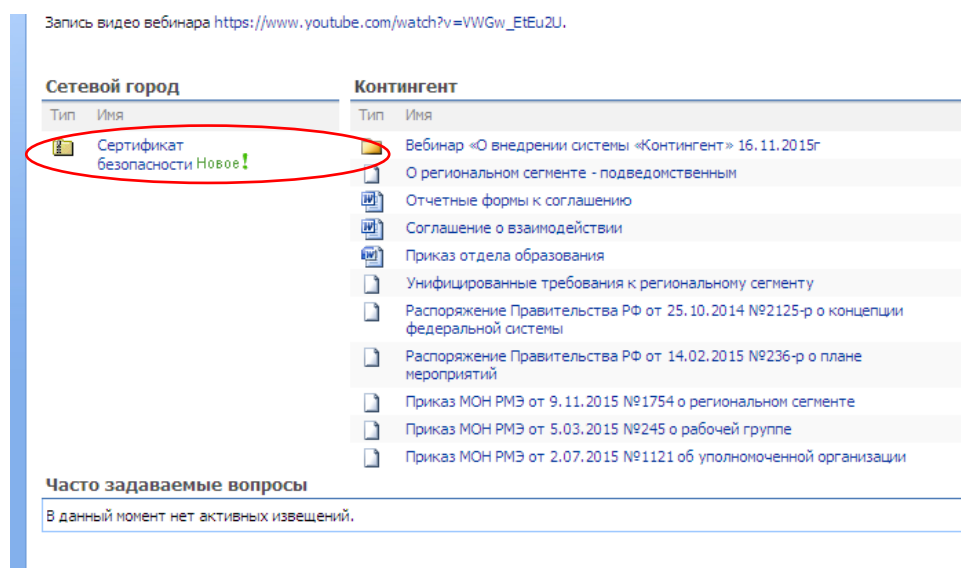 Запись видео вебинара https://www.youtube.com/watch?v=VWGw_EtEu2U.
Сетевой город
Тип Имя
Сертификат
безопасности Новое!
Контингент
Тип Имя
Вебинар «О внедрении системы «Контингент» 16.11.2015г
О региональном сегменте - подведомственным
Отчетные формы к соглашению
Соглашение о взаимодействии
Приказ отдела образования
Унифицированные требования к региональному сегменту
Распоряжение Правительства РФ от 25.10.2014 №2125-р о концепции
федеральной системы
Распоряжение Правительства РФ от 14.02.2015 №236-р о плане
мероприятий
Приказ МОН РМЭ от 9.11.2015 №1754 о региональном сегменте
Приказ МОН РМЭ от 5.03.2015 №245 о рабочей группе
Приказ МОН РМЭ от 2.07.2015 №1121 об уполномоченной организации
Часто задаваемые вопросы
В данный момент нет активных извещений.